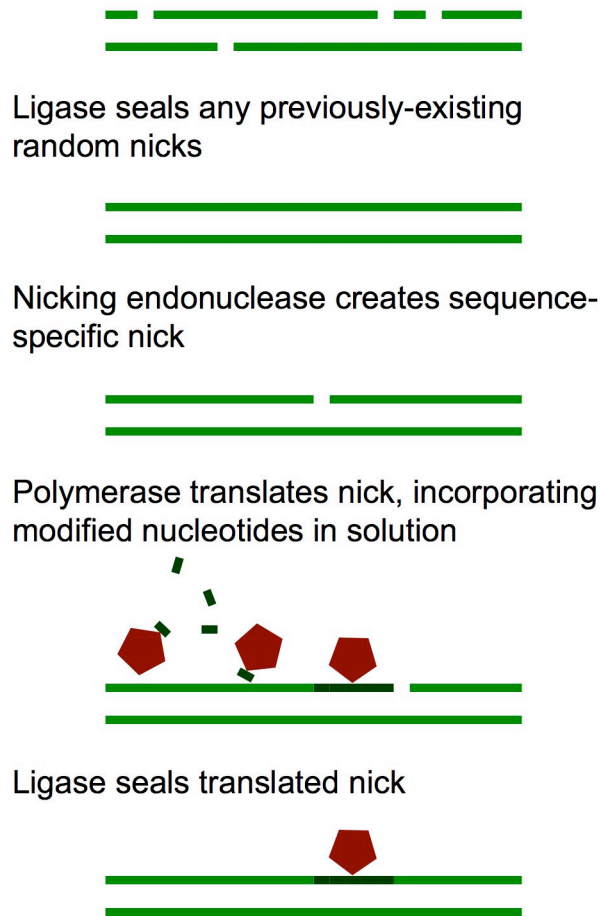 Ligase seals any previously-existing
random nicks
Nicking endonuclease creates sequence-
specific nick
Polymerase translates nick, incorporating
modified nucleotides in solution
Ligase seals translated nick